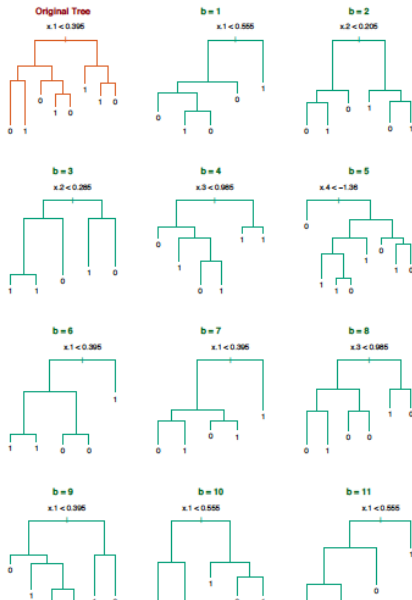 Original Tree b = 1 b = 2
x.1 < 0.395 x.1 < 0.555 x.2 < 0.205
1 1
0 1 1 0 0 0 1
1 0 0 1 0 0 1 0 1
0 1
b = 3 b = 4 b = 5
x.2 < 0.285 x.3 < 0.985 x.4 < −1.36
0
0 1 1 0
1 1 0 1 0
0 1 0
1 1 0 1 1 1 0
b = 6 b = 7 b = 8
x.1 < 0.395 x.1 < 0.395 x.3 < 0.985
1 1 1 0
1 1 0 0 0 1 0 0
0 1 0 1
b = 9 b = 10 b = 11
x.1 < 0.395 x.1 < 0.555 x.1 < 0.555
0 1
1 1 0